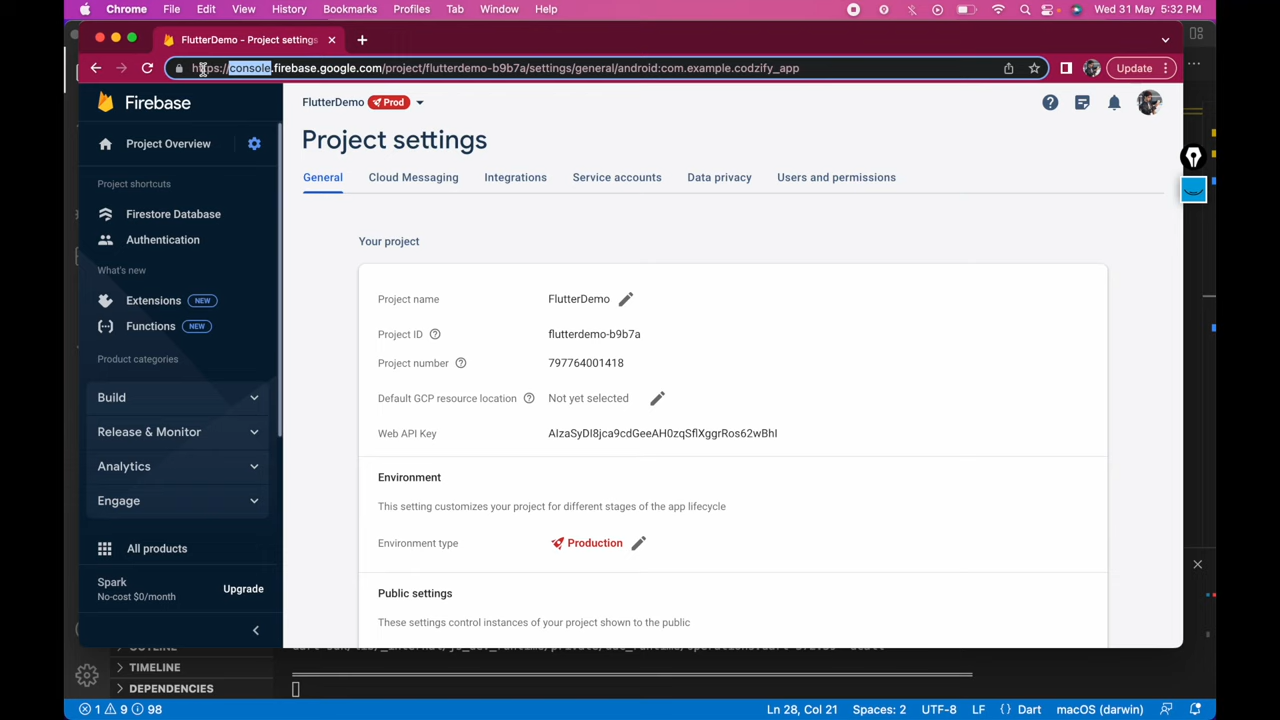 Chrome File Edit View History Bookmarks Profiles Tab Window Help Wed 31 May 5:32 PM
FlutterDemo - Project settings
https://console.firebase.google.com/project/flutterdemo-b9b7a/settings/general/android:com.example.codzify_app
Update
Firebase
FlutterDemo Prod
Project Overview
Project settings
Project shortcuts
General Cloud Messaging Integrations Service accounts Data privacy Users and permissions
Firestore Database
Authentication
Your project
What's new
Extensions NEW
Project name FlutterDemo
Functions NEW
Project ID flutterdemo-b9b7a
Product categories
Project number 797764001418
Build
Default GCP resource location Not yet selected
Release & Monitor
Web API Key AIzaSyDI8jca9cdGeeAH0zqSflXggrRos62wBhI
Analytics
Environment
Engage
This setting customizes your project for different stages of the app lifecycle
All products
Environment type Production
Spark
No-cost $0/month
Upgrade
Public settings
These settings control instances of your project shown to the public
TIMELINE
DEPENDENCIES
1 9 98 Ln 28, Col 21 Spaces: 2 UTF-8 LF Dart macOS (darwin)